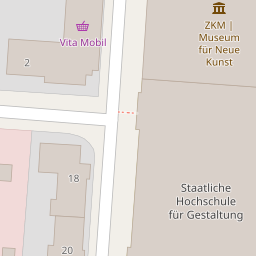 ZKM |
Museum
für Neue
Kunst
Vita Mobil
2
18
Staatliche
Hochschule
für Gestaltung
20